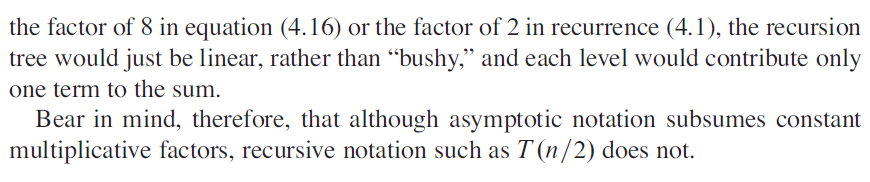 the factor of 8 in equation (4.16) or the factor of 2 in recurrence (4.1), the recursion
tree would just be linear, rather than “bushy,” and each level would contribute only
one term to the sum.
Bear in mind, therefore, that although asymptotic notation subsumes constant
multiplicative factors, recursive notation such as T(n/2) does not.